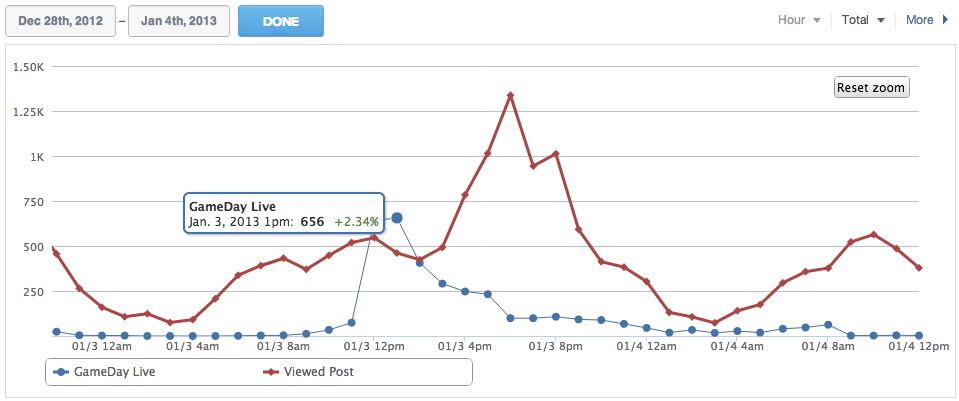 Dec 28th, 2012 – Jan 4th, 2013 DONE Hour Total More
1.50K
Reset zoom
1.25K
1K
750
GameDay Live
Jan. 3, 2013 1pm: 656 +2.34%
500
250
01/3 12am 01/3 4am 01/3 8am 01/3 12pm 01/3 4pm 01/3 8pm 01/4 12am 01/4 4am 01/4 8am 01/4 12pm
GameDay Live Viewed Post